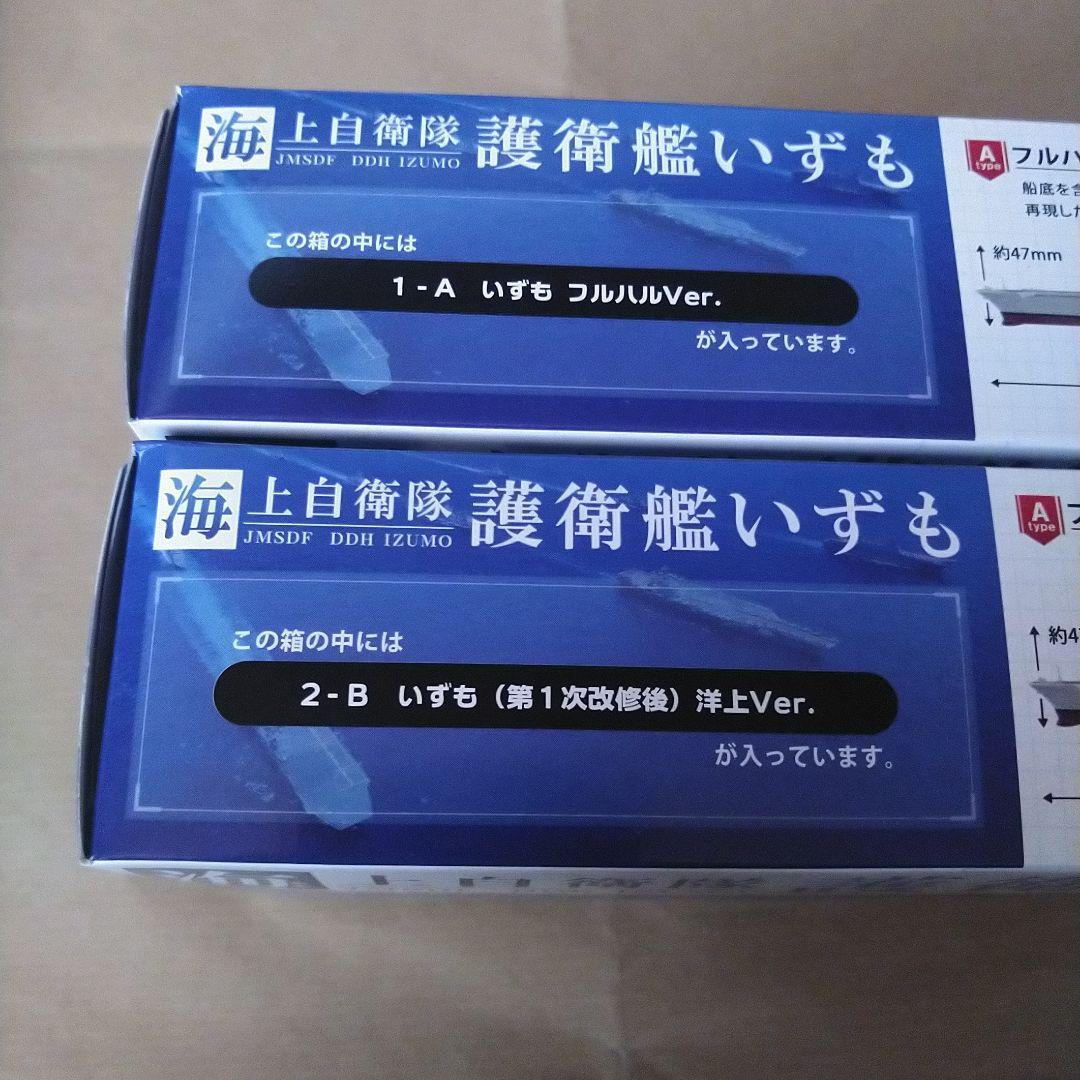 海上自衛隊 護衛艦いずも
JMSDF DDH IZUMO
この箱の中には
1-A いずも フルハルVer.
が入っています。
A type
フルハ
船底を
再現した
約47mm
海上自衛隊 護衛艦いずも
JMSDF DDH IZUMO
この箱の中には
2-B いずも（第1次改修後）洋上Ver.
が入っています。
A type
約4